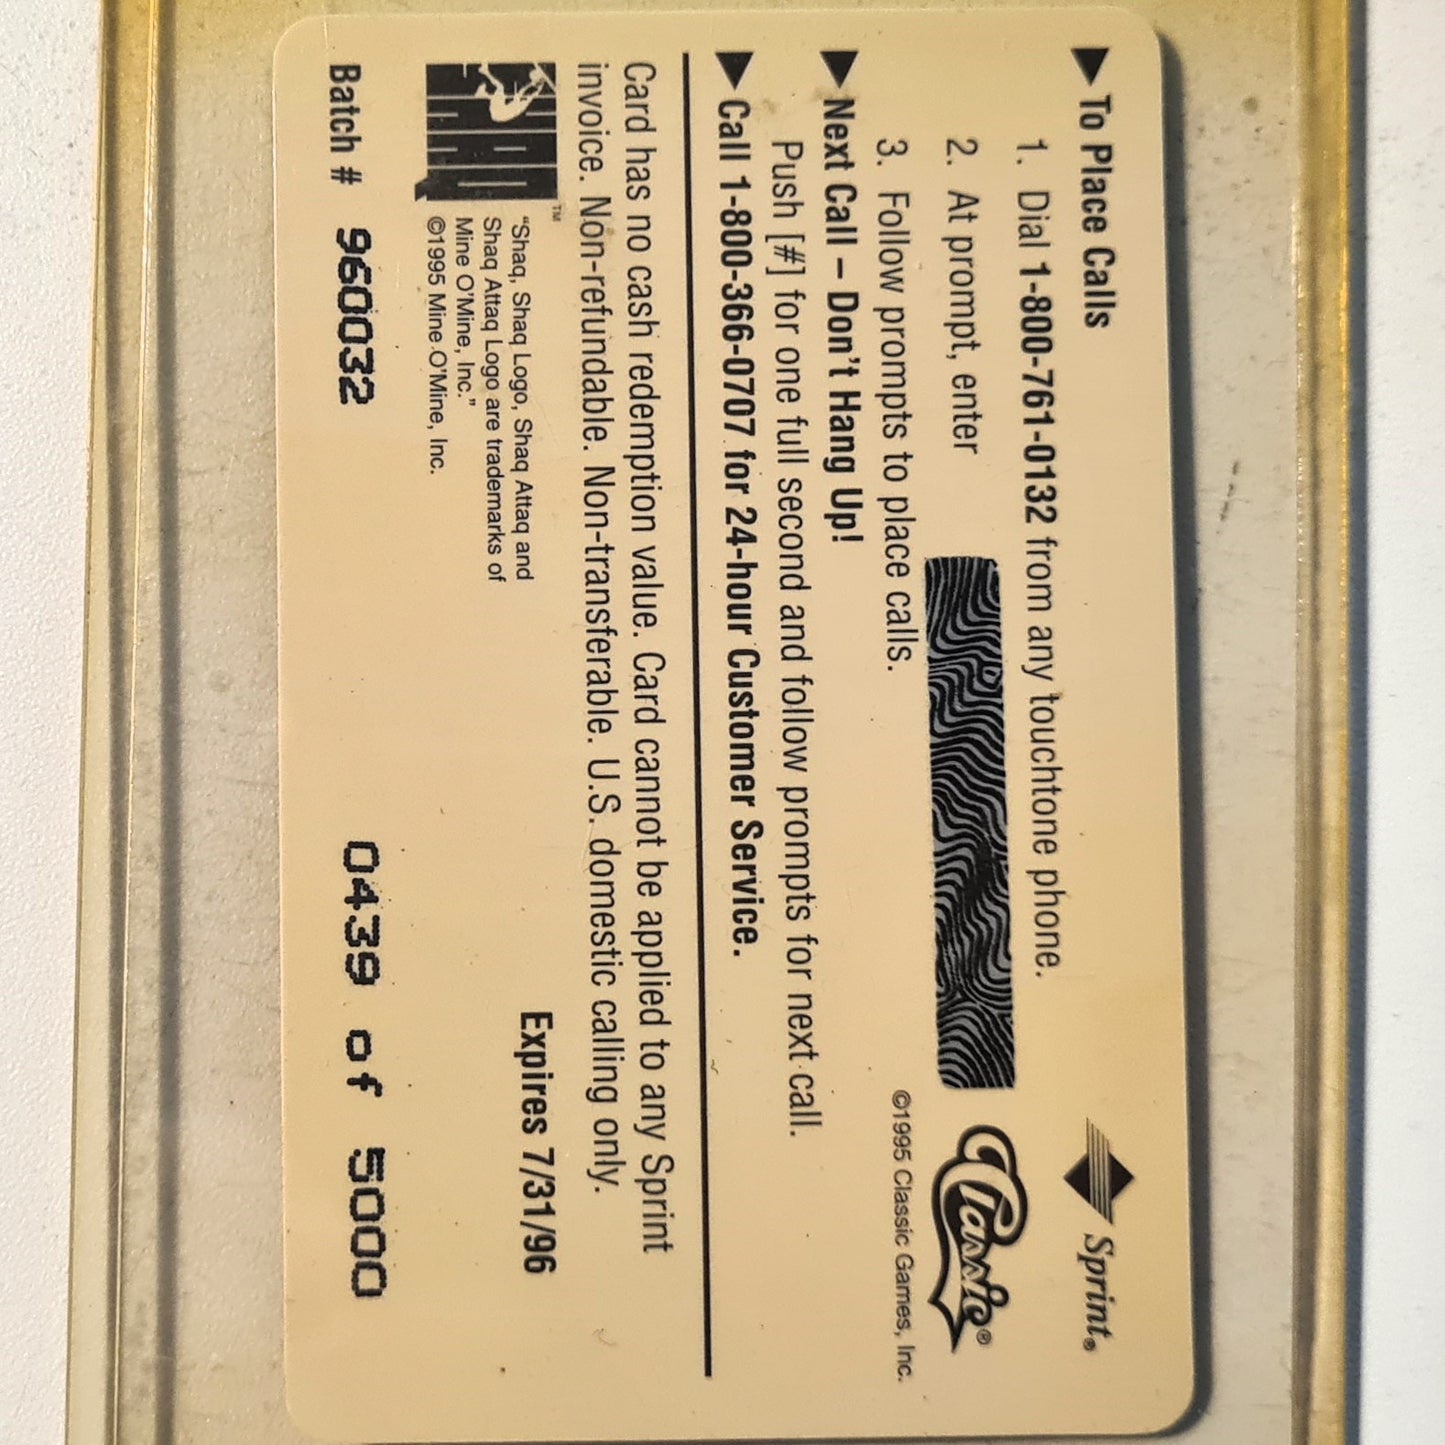 ▶To Place Calls
Sprint®
1. Dial 1-800-761-0132 from any touchtone phone.
2. At prompt, enter
Classic®
3. Follow prompts to place calls.
©1995 Classic Games, Inc.
▶Next Call – Don't Hang Up!
Push [#] for one full second and follow prompts for next call.
▶Call 1-800-366-0707 for 24-hour Customer Service.
Card has no cash redemption value. Card cannot be applied to any Sprint
invoice. Non-refundable. Non-transferable. U.S. domestic calling only.
TM
"Shaq, Shaq Logo, Shaq Attaq and
Shaq Attaq Logo are trademarks of
Mine O'Mine, Inc."
©1995 Mine O'Mine, Inc.
Expires 7/31/96
Batch # 960032
0439 of 5000